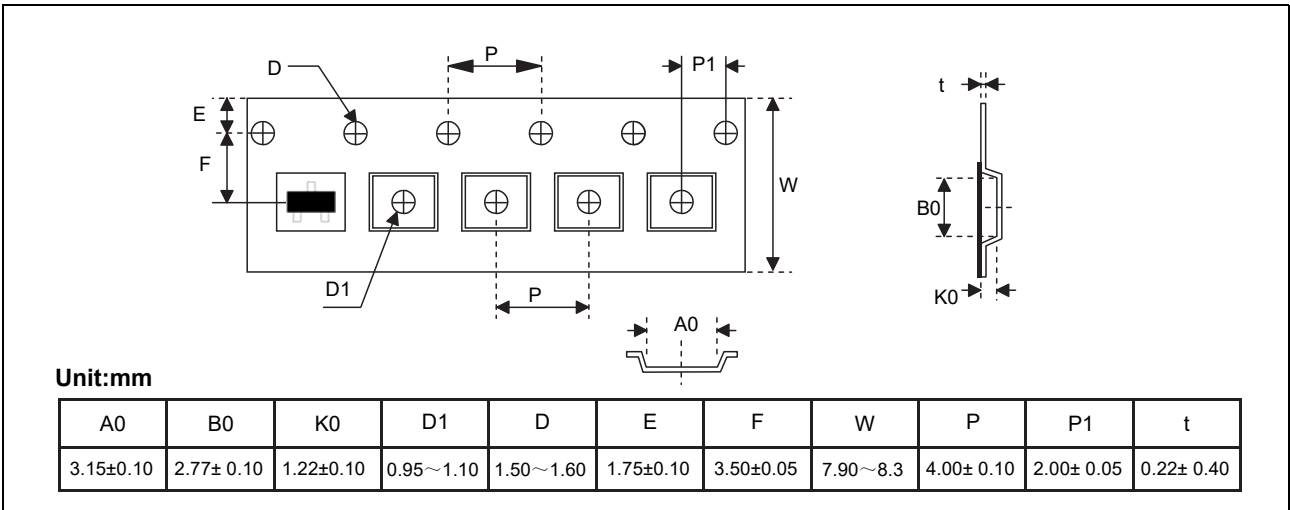 P
D
P1
t
E
F
W
B0
D1
P
K0
A0
Unit:mm
A0 B0 K0 D1 D E F W P P1 t
3.15±0.10 2.77± 0.10 1.22±0.10 0.95～1.10 1.50～1.60 1.75±0.10 3.50±0.05 7.90～8.3 4.00± 0.10 2.00± 0.05 0.22± 0.40